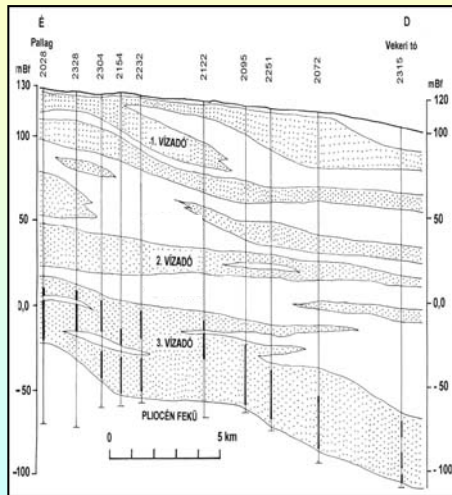 É
D
Pallag
Vekeri tó
mBf
2028
2328
2304
2154
2232
2122
2095
2251
2072
2315
mBf
130
120
100
100
1. VÍZADÓ
50
50
2. VÍZADÓ
0,0
3. VÍZADÓ
-50
-50
PLIOCÉN FEKÜ
0
5 km
-100
-100